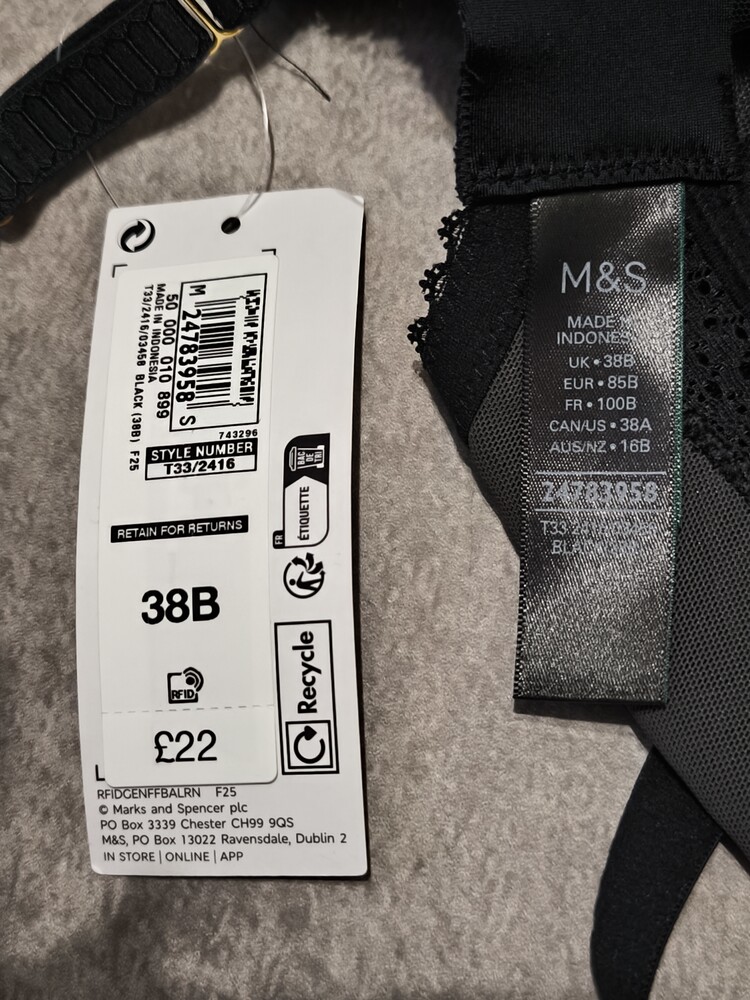 M 24783958 S
50 000 010 899
MADE IN INDONESIA
T33/2416/03458 BLACK (38B) F25
743296
STYLE NUMBER
T33/2416
RETAIN FOR RETURNS
38B
RFID
£22
FR
ÉTIQUETTE
BAC DE TRI
Recycle
RFIDGENFFBALRN F25
© Marks and Spencer plc
PO Box 3339 Chester CH99 9QS
M&S, PO Box 13022 Ravensdale, Dublin 2
IN STORE | ONLINE | APP
M&S
MADE IN
INDONESIA
UK • 38B
EUR • 85B
FR • 100B
CAN/US • 38A
AUS/NZ • 16B
24783958